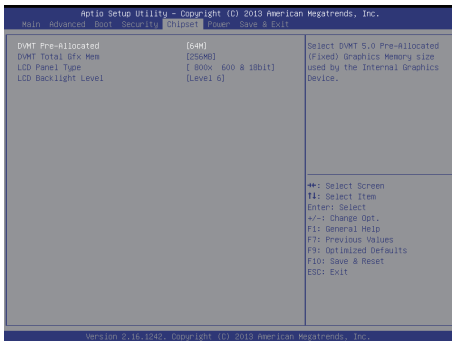 Aptio Setup Utility – Copyright (C) 2013 American Megatrends, Inc.
Main Advanced Boot Security Chipset Power Save & Exit
DVMT Pre-Allocated [64M]
DVMT Total Gfx Mem [256MB]
LCD Panel Type [ 800x 600 & 18bit]
LCD Backlight Level [Level 6]
Select DVMT 5.0 Pre-Allocated
(Fixed) Graphics Memory size
used by the Internal Graphics
Device.
→←: Select Screen
↑↓: Select Item
Enter: Select
+/-: Change Opt.
F1: General Help
F7: Previous Values
F9: Optimized Defaults
F10: Save & Reset
ESC: Exit
Version 2.16.1242. Copyright (C) 2013 American Megatrends, Inc.